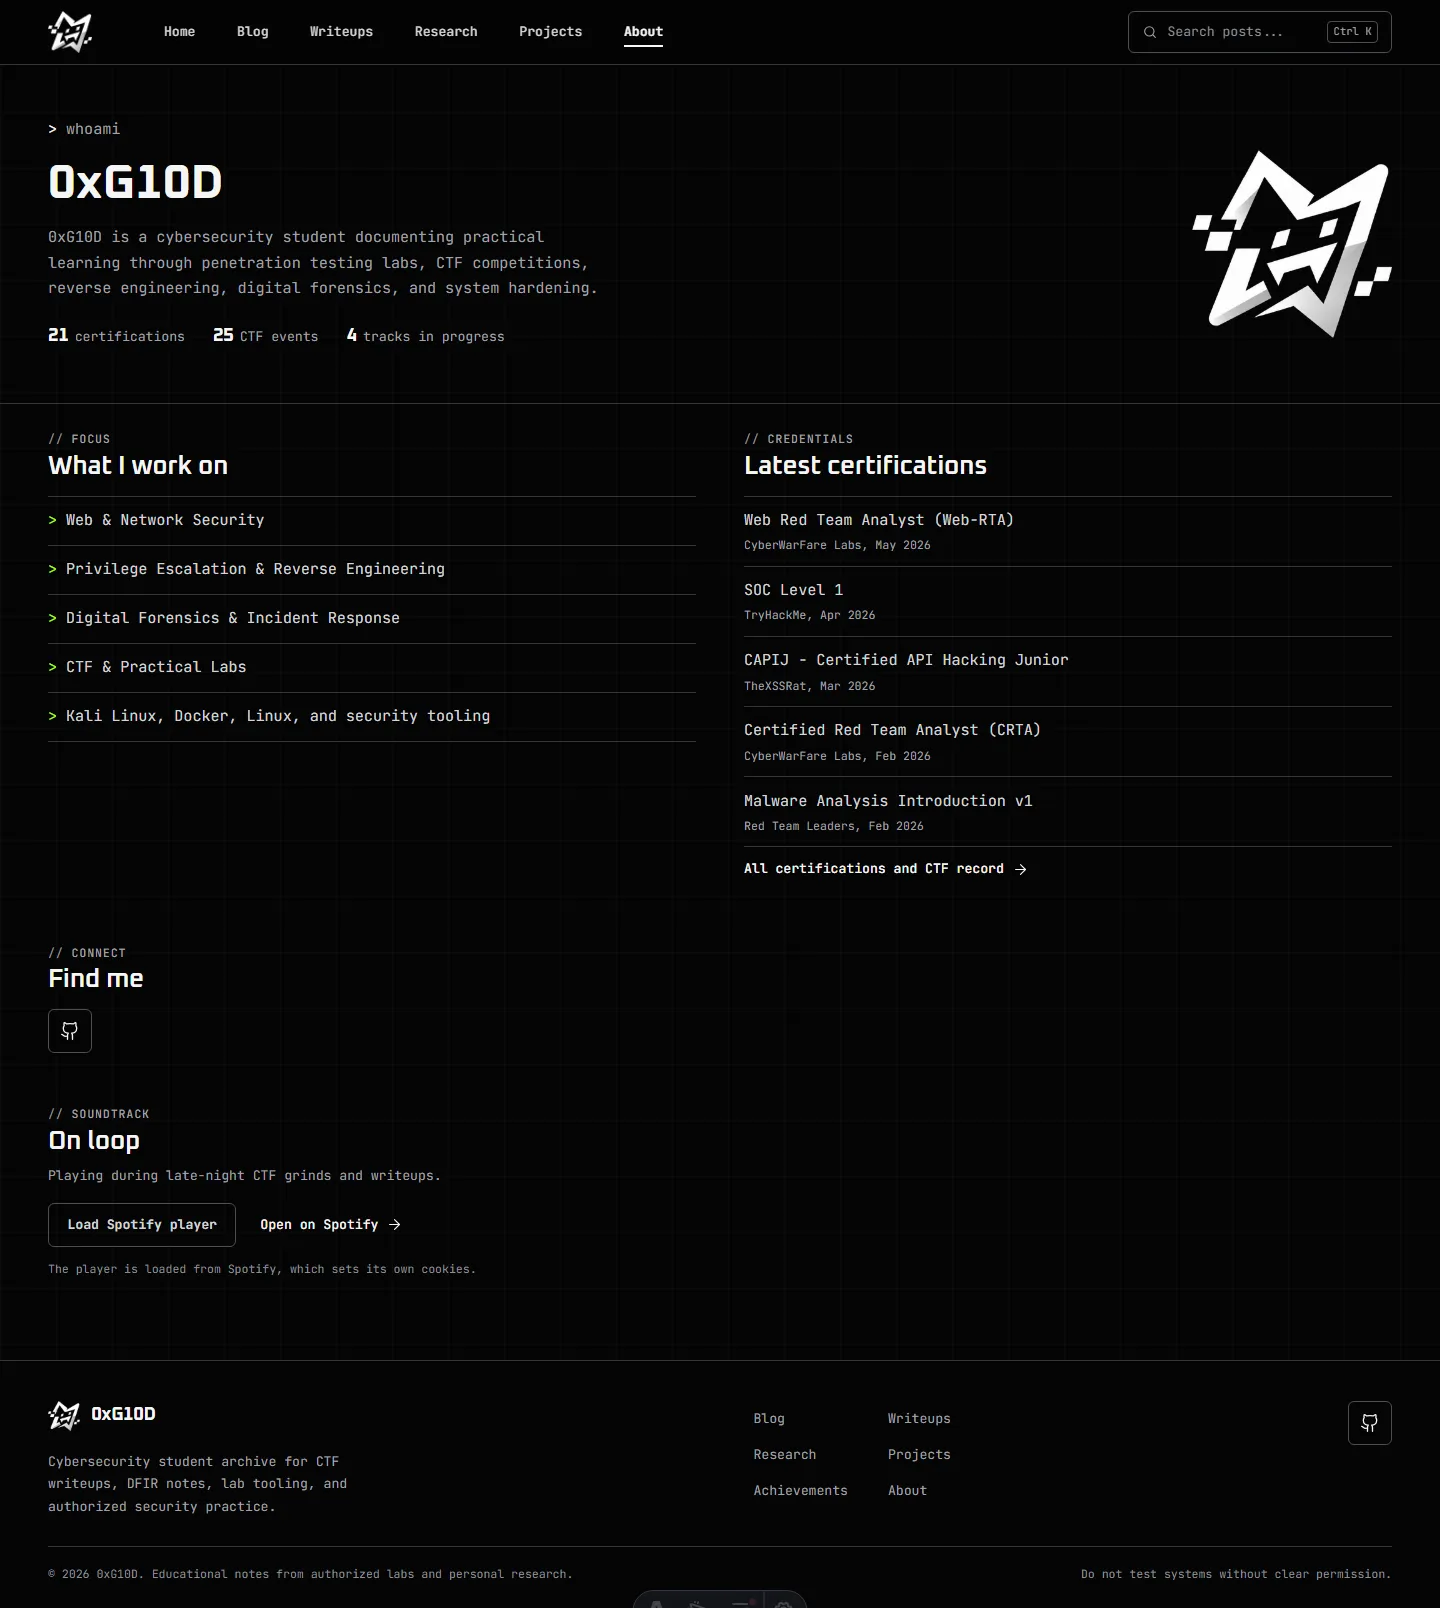 Home Blog Writeups Research Projects About
Search posts... Ctrl K
> whoami
0xG10D
0xG10D is a cybersecurity student documenting practical
learning through penetration testing labs, CTF competitions,
reverse engineering, digital forensics, and system hardening.
21 certifications 25 CTF events 4 tracks in progress
// FOCUS
What I work on
> Web & Network Security
> Privilege Escalation & Reverse Engineering
> Digital Forensics & Incident Response
> CTF & Practical Labs
> Kali Linux, Docker, Linux, and security tooling
// CREDENTIALS
Latest certifications
Web Red Team Analyst (Web-RTA)
CyberWarFare Labs, May 2026
SOC Level 1
TryHackMe, Apr 2026
CAPIJ - Certified API Hacking Junior
TheXSSRat, Mar 2026
Certified Red Team Analyst (CRTA)
CyberWarFare Labs, Feb 2026
Malware Analysis Introduction v1
Red Team Leaders, Feb 2026
All certifications and CTF record →
// CONNECT
Find me
// SOUNDTRACK
On loop
Playing during late-night CTF grinds and writeups.
Load Spotify player Open on Spotify →
The player is loaded from Spotify, which sets its own cookies.
0xG10D
Cybersecurity student archive for CTF
writeups, DFIR notes, lab tooling, and
authorized security practice.
Blog Writeups
Research Projects
Achievements About
© 2026 0xG10D. Educational notes from authorized labs and personal research.
Do not test systems without clear permission.